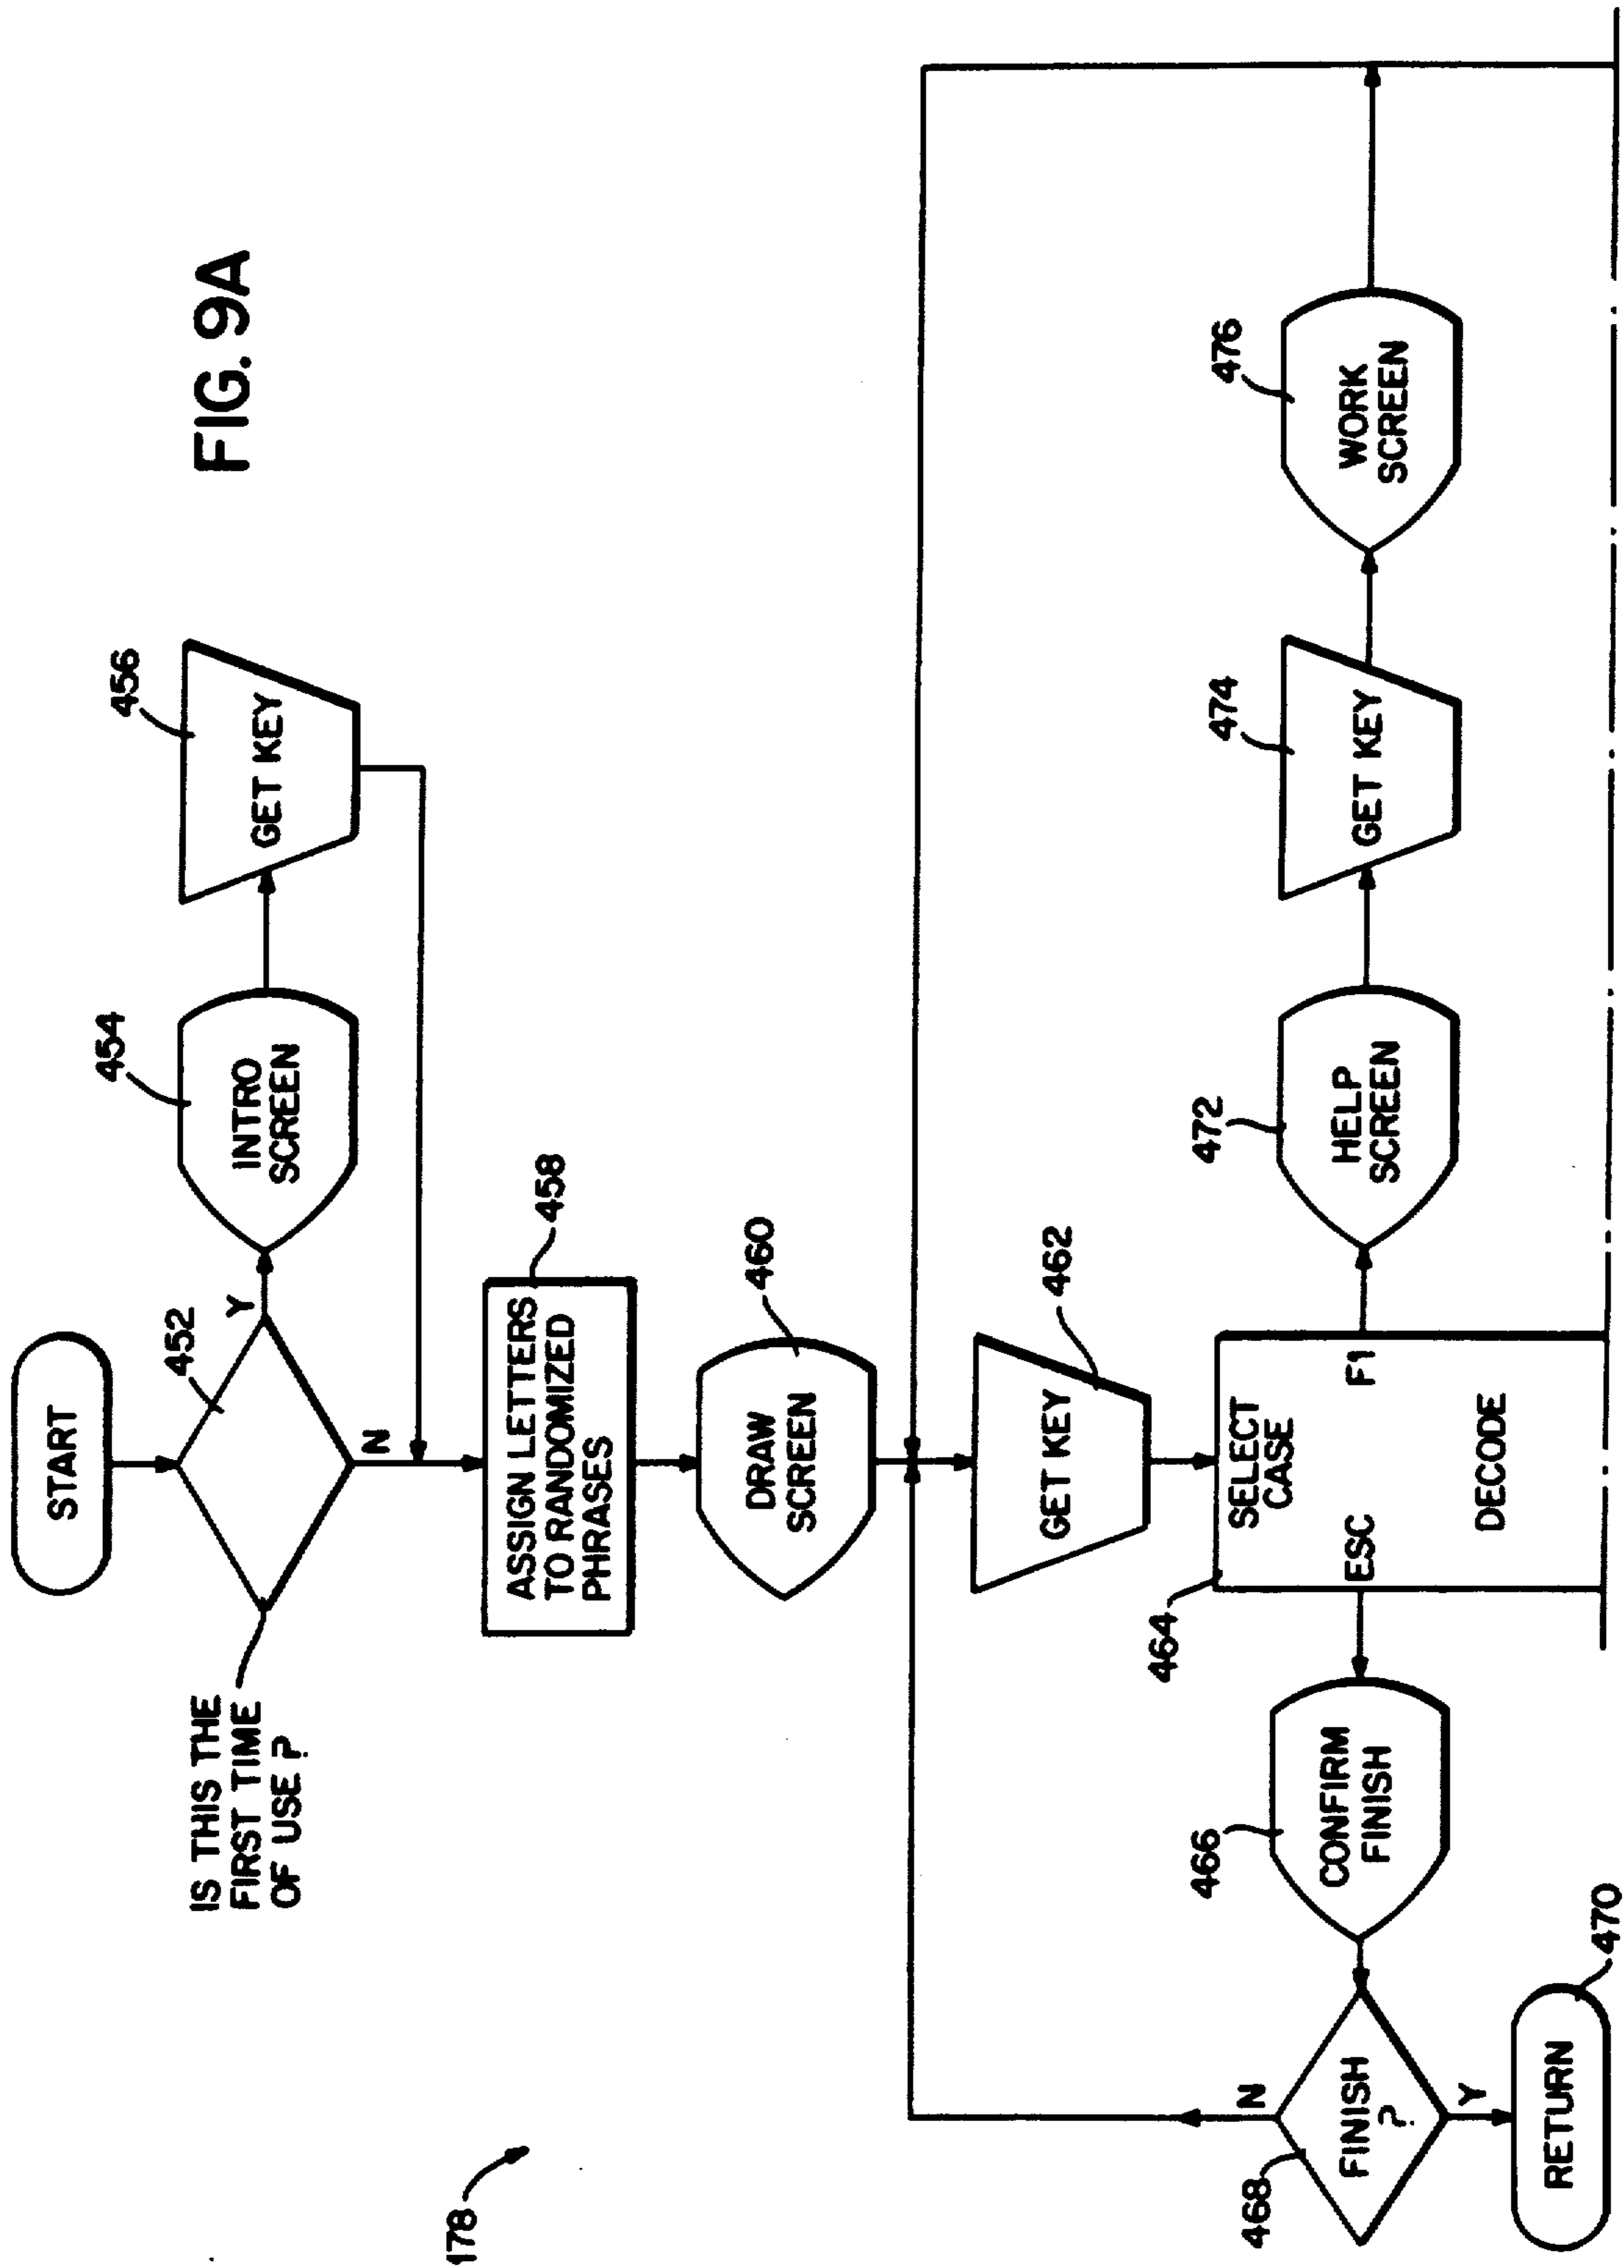 FIG. 9A
START
452
IS THIS THE
FIRST TIME
OF USE?
Y
N
454
INTRO
SCREEN
456
GET KEY
458
ASSIGN LETTERS
TO RANDOMIZED
PHRASES
460
DRAW
SCREEN
462
GET KEY
464
SELECT
CASE
ESC
F1
DECODE
466
CONFIRM
FINISH
468
FINISH
?
N
Y
470
RETURN
472
HELP
SCREEN
474
GET KEY
476
WORK
SCREEN
178